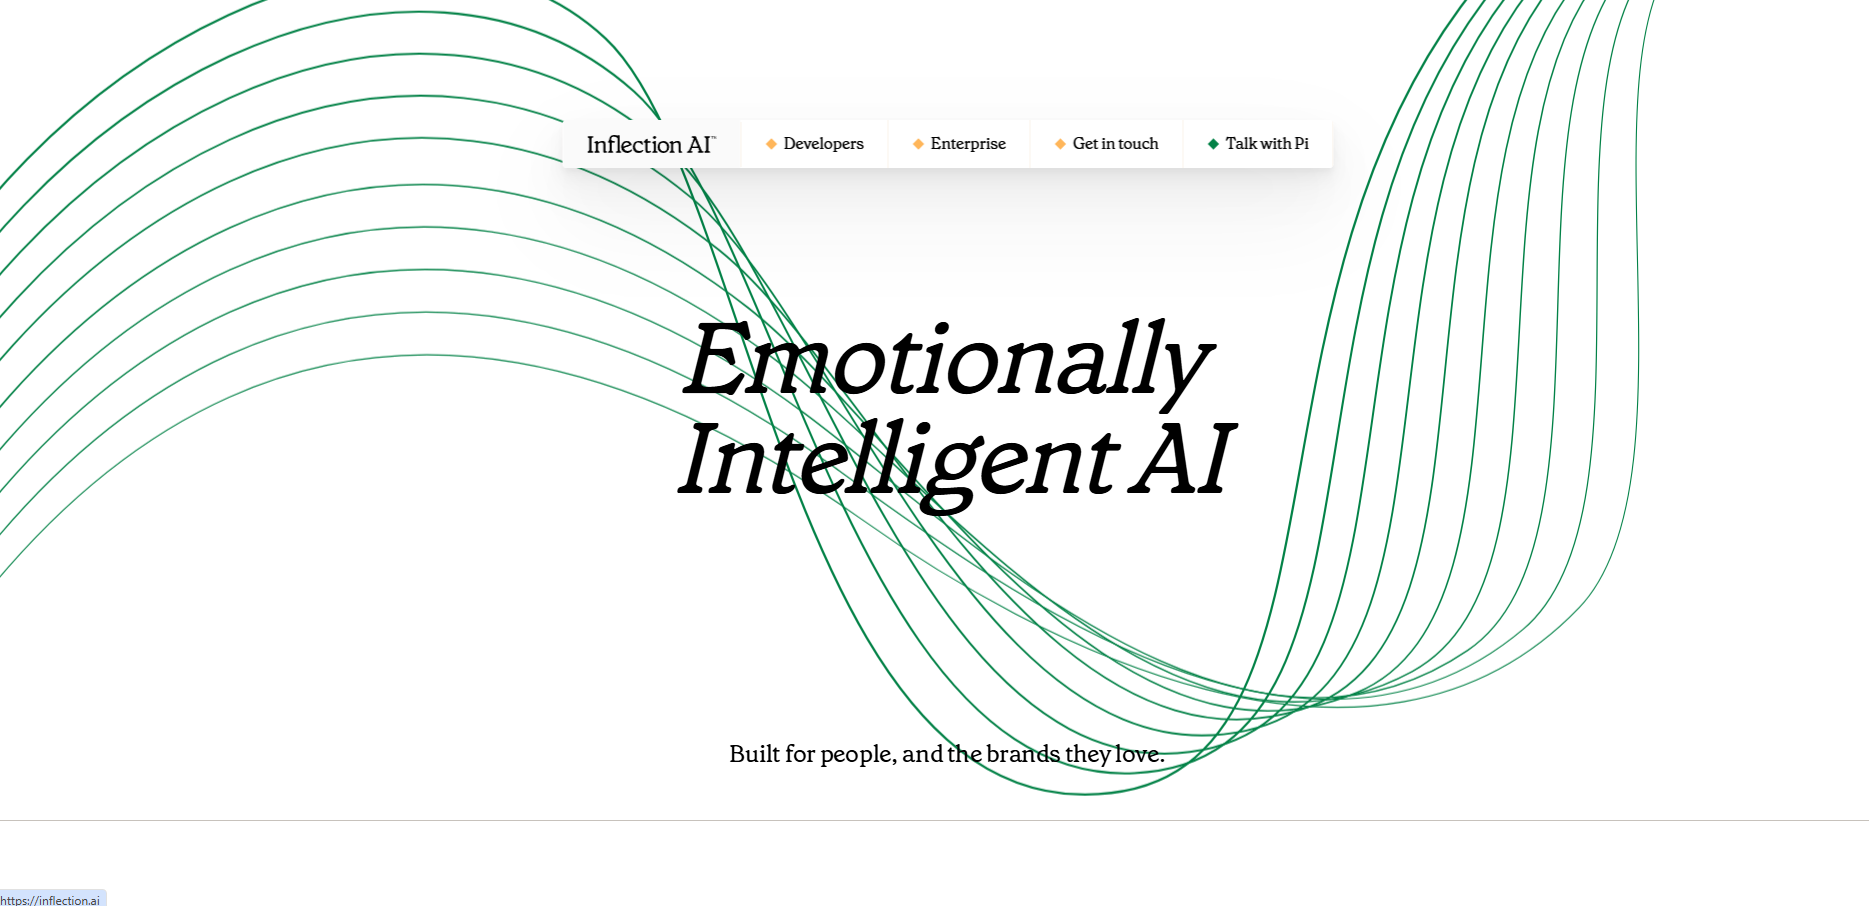 Inflection AI™
Developers
Enterprise
Get in touch
Talk with Pi
Emotionally
Intelligent AI
Built for people, and the brands they love.
https://inflection.ai